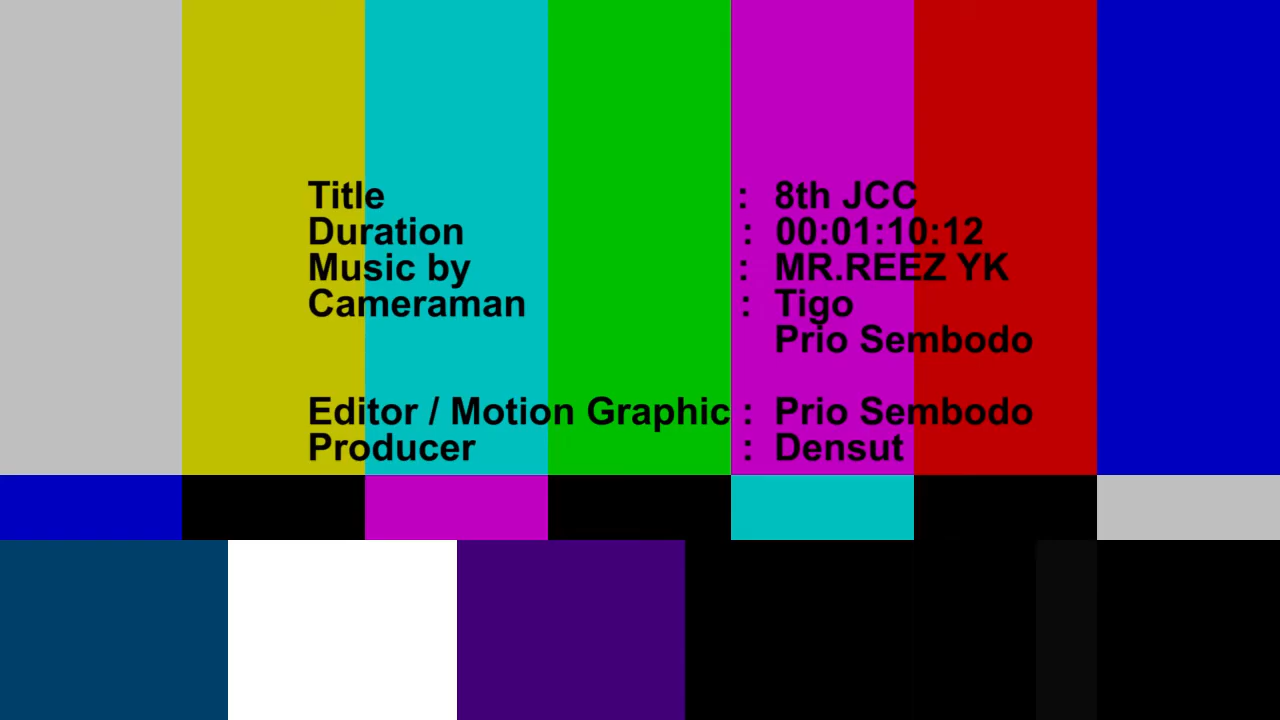 Title : 8th JCC
Duration : 00:01:10:12
Music by : MR.REEZ YK
Cameraman : Tigo
Prio Sembodo
Editor / Motion Graphic : Prio Sembodo
Producer : Densut